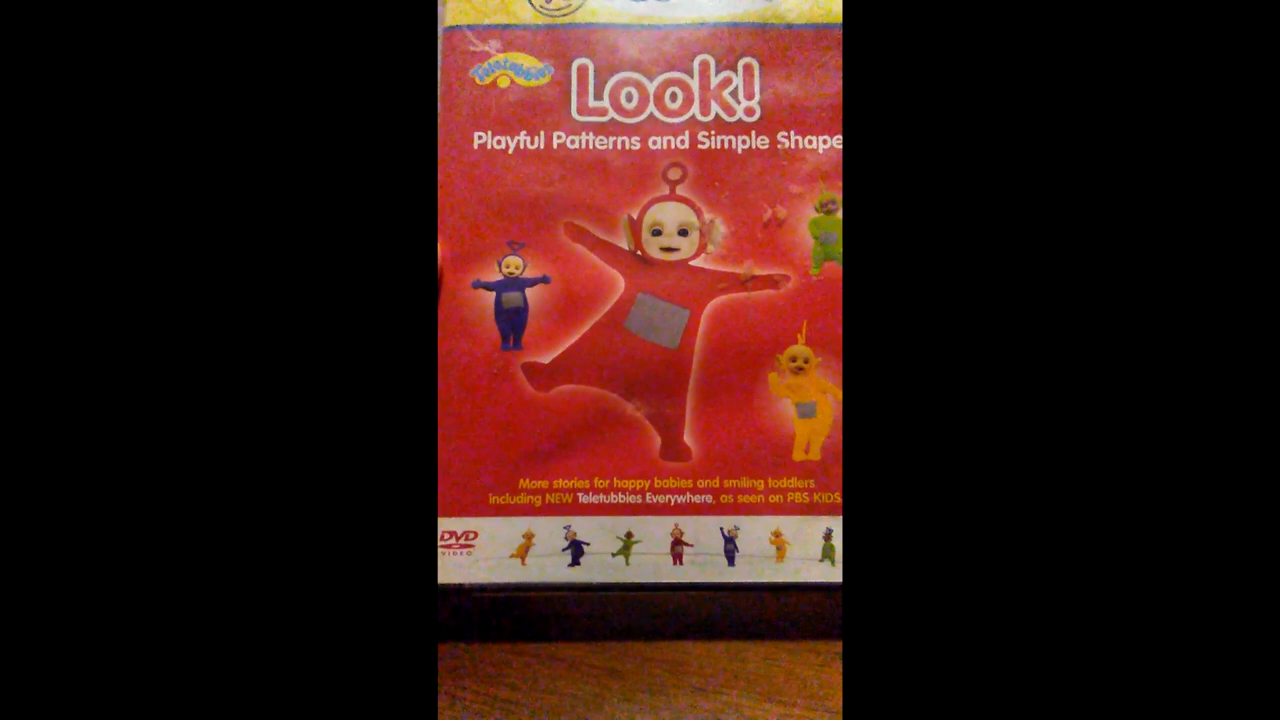 Teletubbies
Look!
Playful Patterns and Simple Shape
More stories for happy babies and smiling toddlers
including NEW Teletubbies Everywhere, as seen on PBS KIDS
DVD
VIDEO